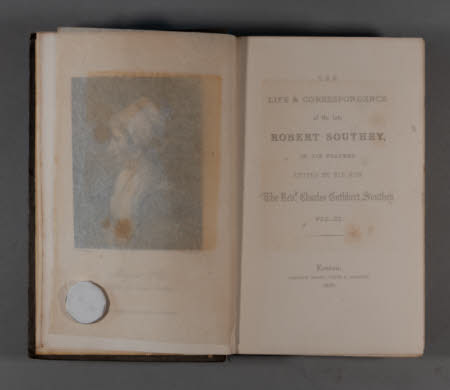 THE
LIFE & CORRESPONDENCE
of the late
ROBERT SOUTHEY,
IN SIX VOLUMES
EDITED BY HIS SON
The Revd. Charles Cuthbert Southey
VOL. III.
London,
1850.